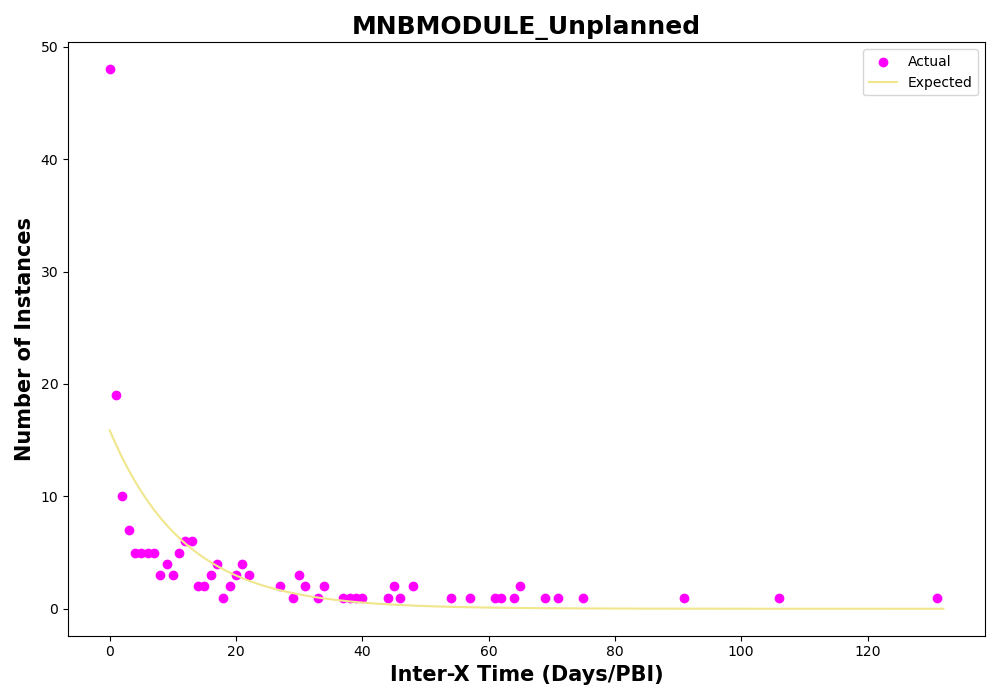 MNBMODULE_Unplanned
Actual
Expected
Number of Instances
50
40
30
20
10
0
0 20 40 60 80 100 120
Inter-X Time (Days/PBI)